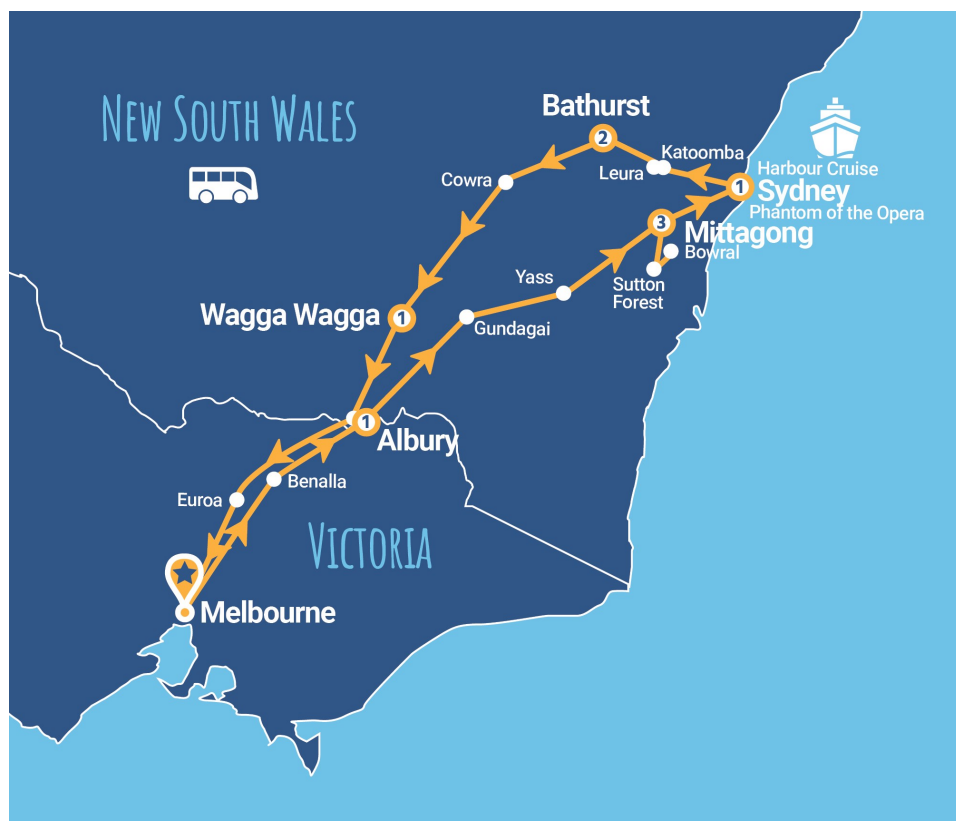 NEW SOUTH WALES
Bathurst
2
Katoomba
Leura
Harbour Cruise
Cowra
1
Sydney
Phantom of the Opera
3
Mittagong
Bowral
Yass
Sutton
Forest
Wagga Wagga
1
Gundagai
1
Albury
Benalla
Euroa
VICTORIA
Melbourne